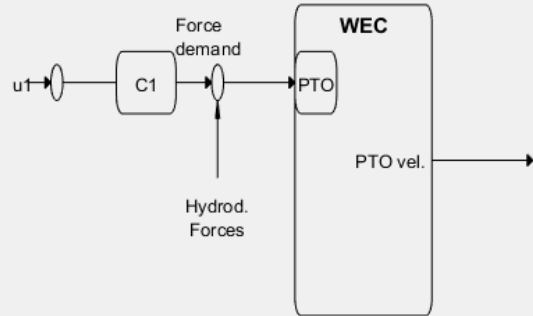 Force
demand
WEC
u1
C1
PTO
PTO vel.
Hydrod.
Forces